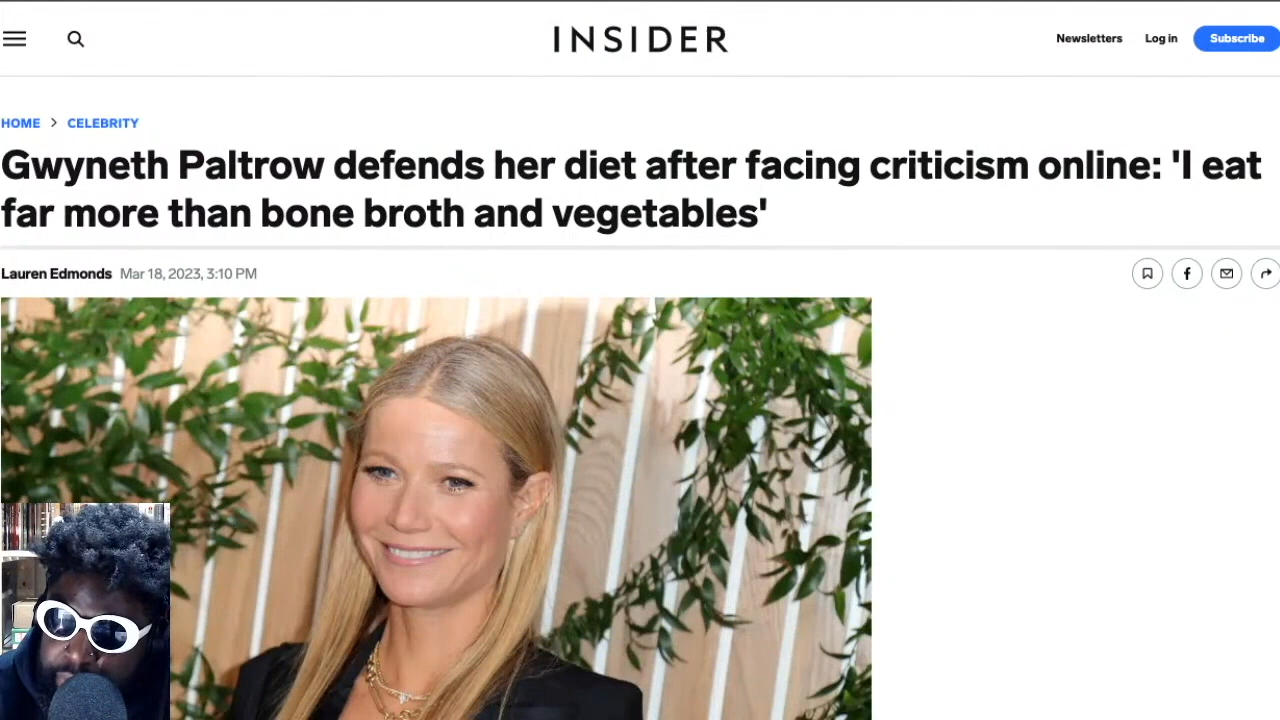 INSIDER
Newsletters Log in Subscribe
HOME > CELEBRITY
Gwyneth Paltrow defends her diet after facing criticism online: 'I eat
far more than bone broth and vegetables'
Lauren Edmonds Mar 18, 2023, 3:10 PM